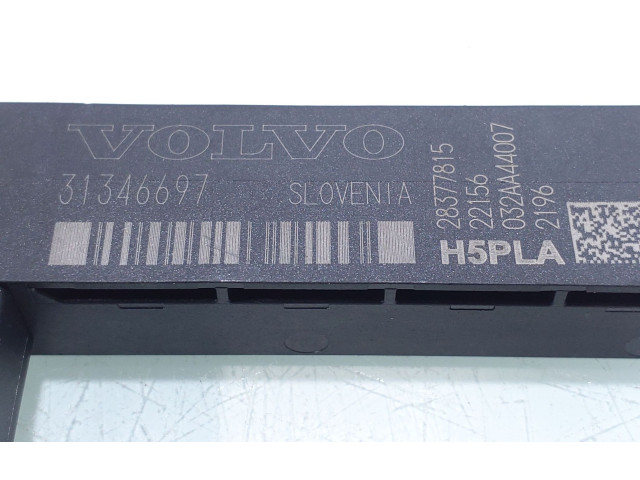 VOLVO
31346697 SLOVENIA
28377815
22156
032AA44007
2196
H5PLA